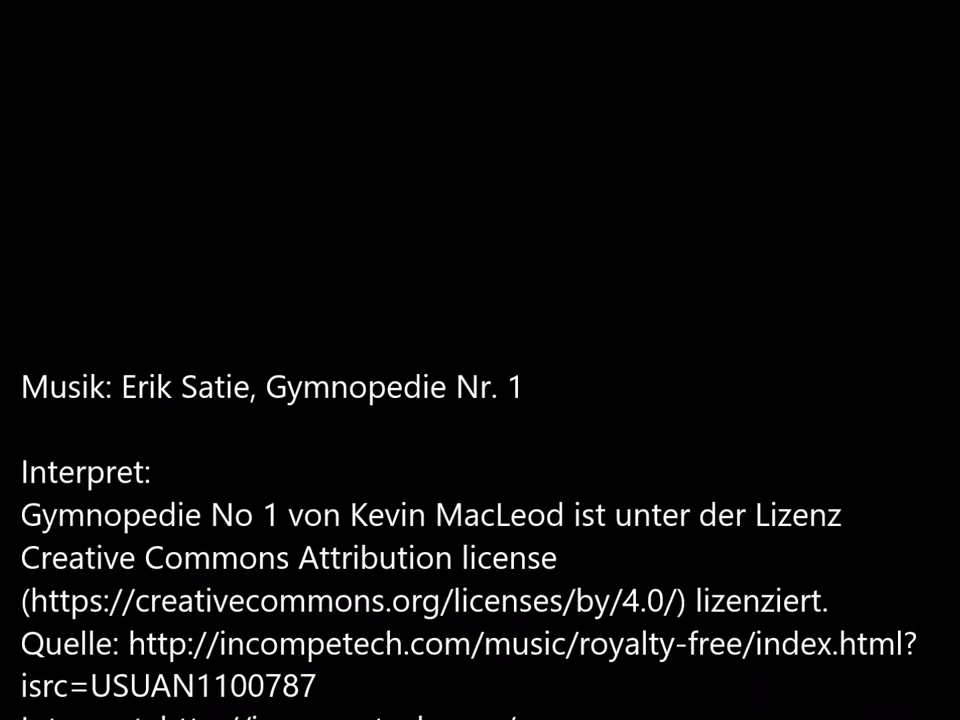 Musik: Erik Satie, Gymnopedie Nr. 1
Interpret:
Gymnopedie No 1 von Kevin MacLeod ist unter der Lizenz
Creative Commons Attribution license
(https://creativecommons.org/licenses/by/4.0/) lizenziert.
Quelle: http://incompetech.com/music/royalty-free/index.html?
isrc=USUAN1100787